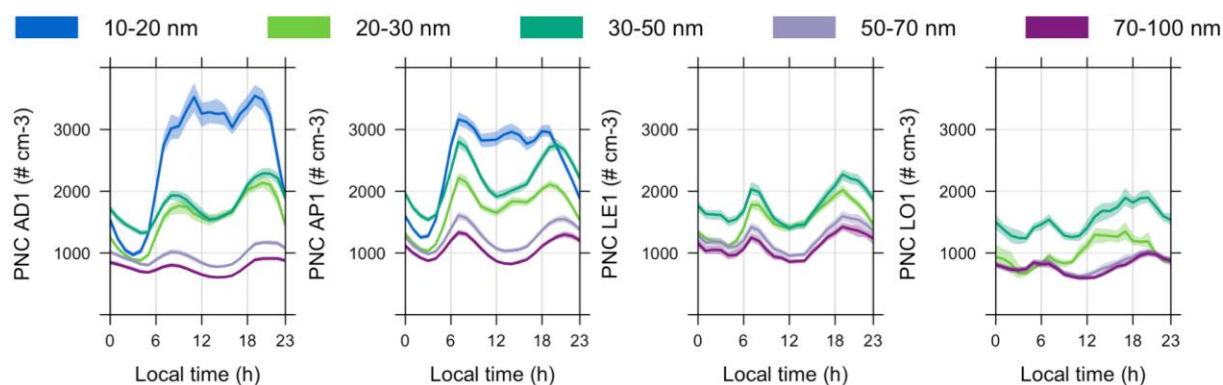 10-20 nm 20-30 nm 30-50 nm 50-70 nm 70-100 nm
PNC AD1 (# cm-3)
3000
2000
1000
0 6 12 18 23
Local time (h)
PNC AP1 (# cm-3)
3000
2000
1000
0 6 12 18 23
Local time (h)
PNC LE1 (# cm-3)
3000
2000
1000
0 6 12 18 23
Local time (h)
PNC LO1 (# cm-3)
3000
2000
1000
0 6 12 18 23
Local time (h)